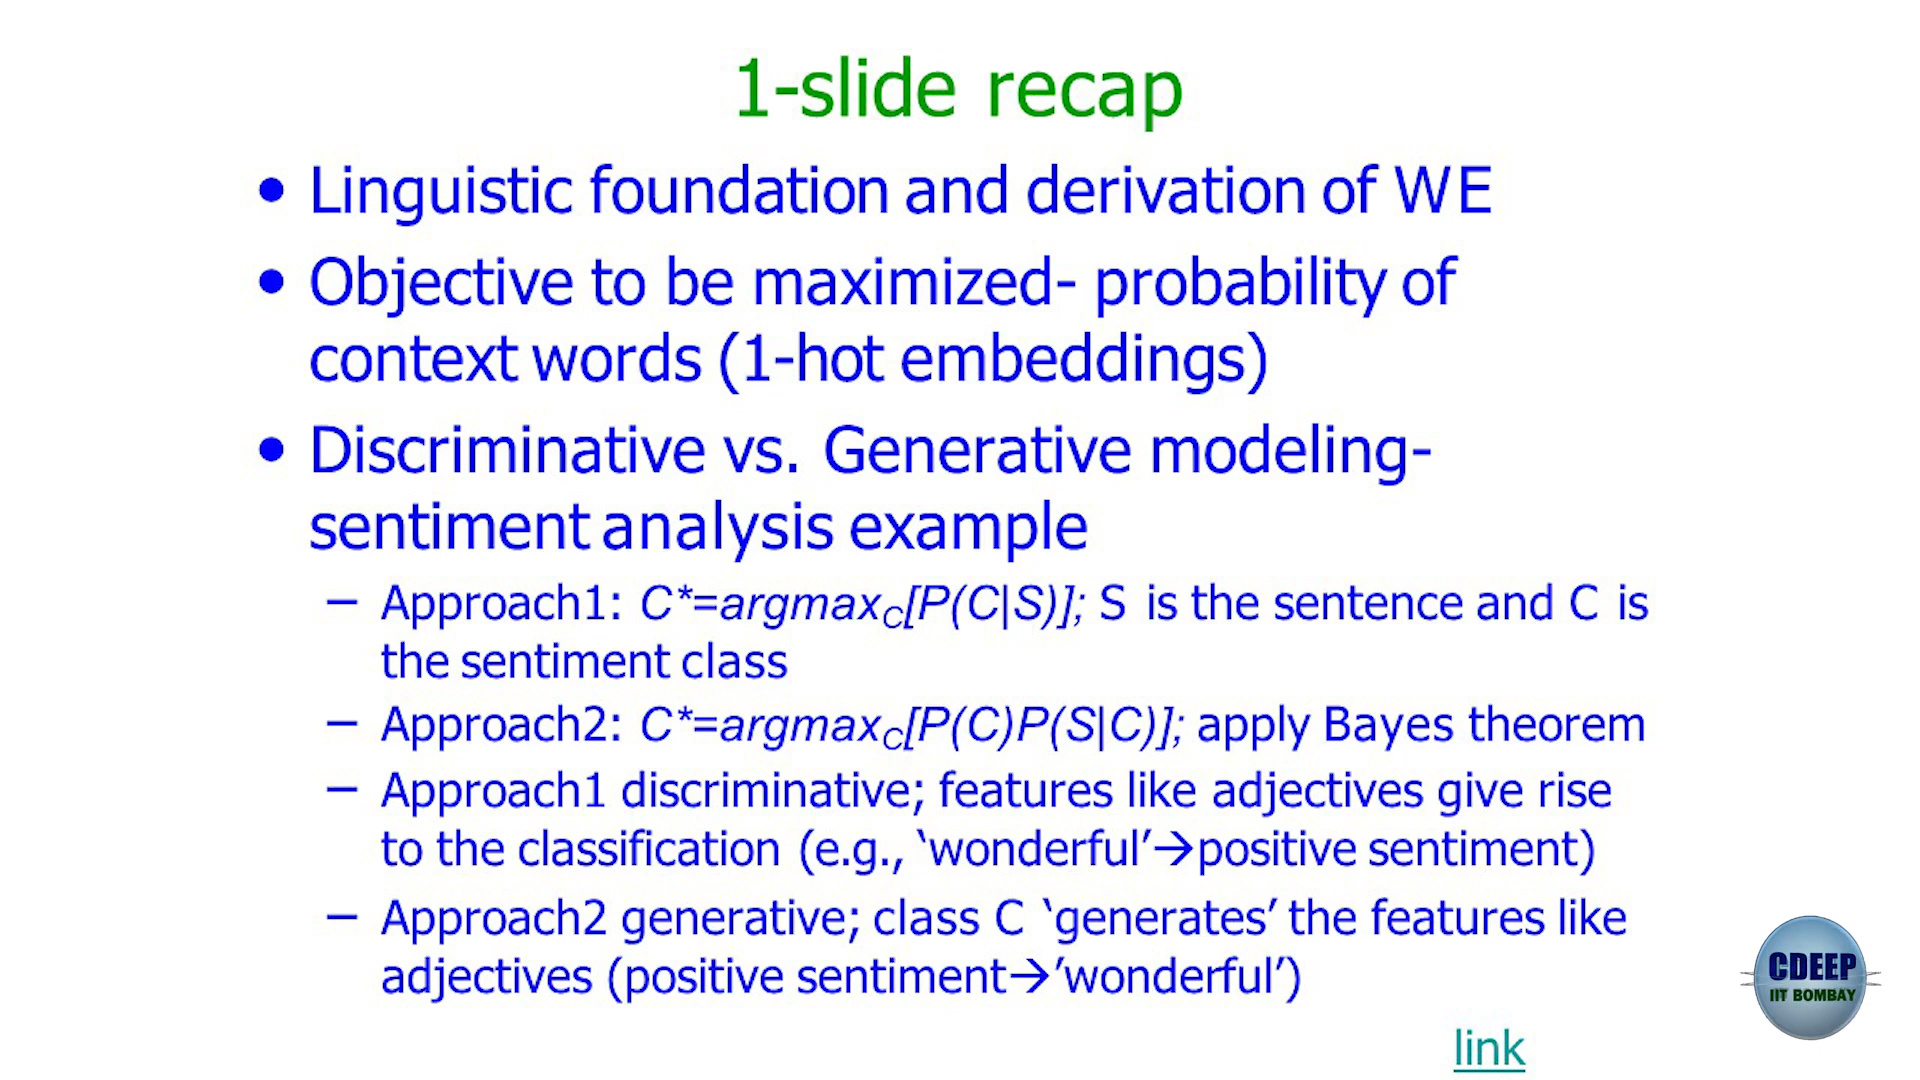 1-slide recap
• Linguistic foundation and derivation of WE
• Objective to be maximized- probability of
context words (1-hot embeddings)
• Discriminative vs. Generative modeling-
sentiment analysis example
– Approach1: C*=argmaxC[P(C|S)]; S is the sentence and C is
the sentiment class
– Approach2: C*=argmaxC[P(C)P(S|C)]; apply Bayes theorem
– Approach1 discriminative; features like adjectives give rise
to the classification (e.g., ‘wonderful’→positive sentiment)
– Approach2 generative; class C ‘generates’ the features like
adjectives (positive sentiment→’wonderful’)
CDEEP
IIT BOMBAY
link